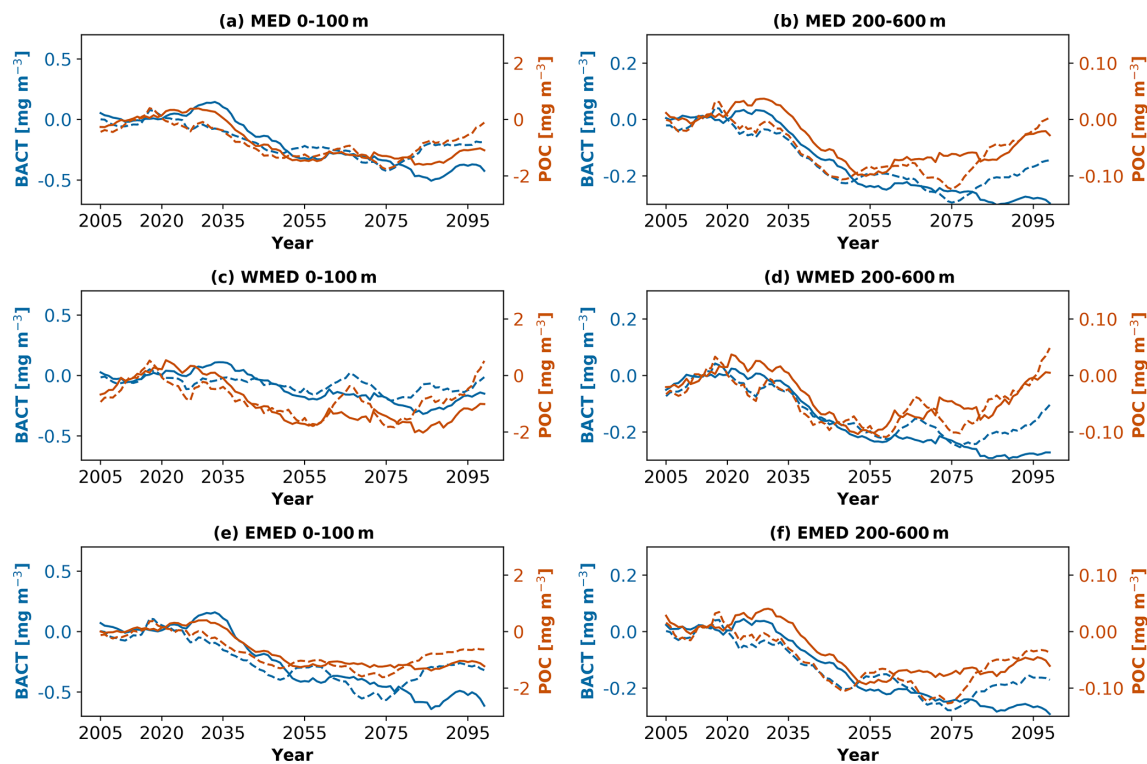 (a) MED 0-100 m
BACT [mg m⁻³]
0.5
0.0
-0.5
2
0
-2
POC [mg m⁻³]
2005 2020 2035 2055 2075 2095
Year
(b) MED 200-600 m
BACT [mg m⁻³]
0.2
0.0
-0.2
0.10
0.00
-0.10
POC [mg m⁻³]
2005 2020 2035 2055 2075 2095
Year
(c) WMED 0-100 m
BACT [mg m⁻³]
0.5
0.0
-0.5
2
0
-2
POC [mg m⁻³]
2005 2020 2035 2055 2075 2095
Year
(d) WMED 200-600 m
BACT [mg m⁻³]
0.2
0.0
-0.2
0.10
0.00
-0.10
POC [mg m⁻³]
2005 2020 2035 2055 2075 2095
Year
(e) EMED 0-100 m
BACT [mg m⁻³]
0.5
0.0
-0.5
2
0
-2
POC [mg m⁻³]
2005 2020 2035 2055 2075 2095
Year
(f) EMED 200-600 m
BACT [mg m⁻³]
0.2
0.0
-0.2
0.10
0.00
-0.10
POC [mg m⁻³]
2005 2020 2035 2055 2075 2095
Year